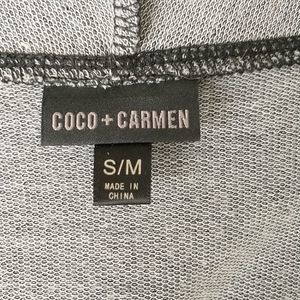 COCO + CARMEN
S/M
MADE IN
CHINA